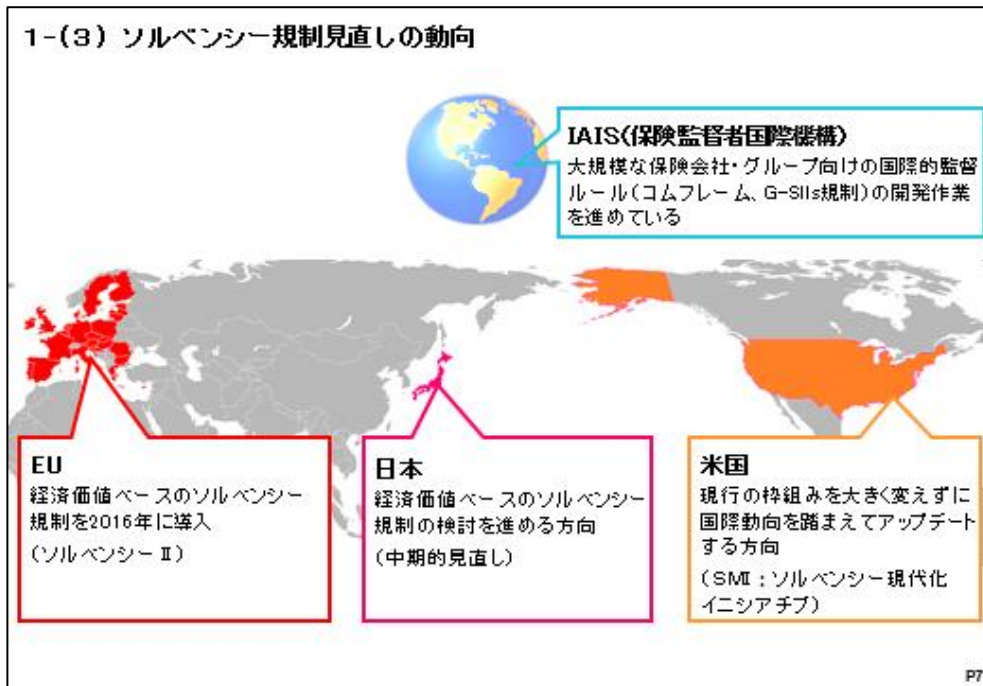 1-(3) ソルベンシー規制見直しの動向
IAIS(保険監督者国際機構)
大規模な保険会社・グループ向けの国際的監督
ルール(コムフレーム、G-SIIs規制)の開発作業
を進めている
EU
経済価値ベースのソルベンシー
規制を2016年に導入
(ソルベンシーⅡ)
日本
経済価値ベースのソルベンシー
規制の検討を進める方向
(中期的見直し)
米国
現行の枠組みを大きく変えずに
国際動向を踏まえてアップデート
する方向
(SMI:ソルベンシー現代化
イニシアチブ)
P7